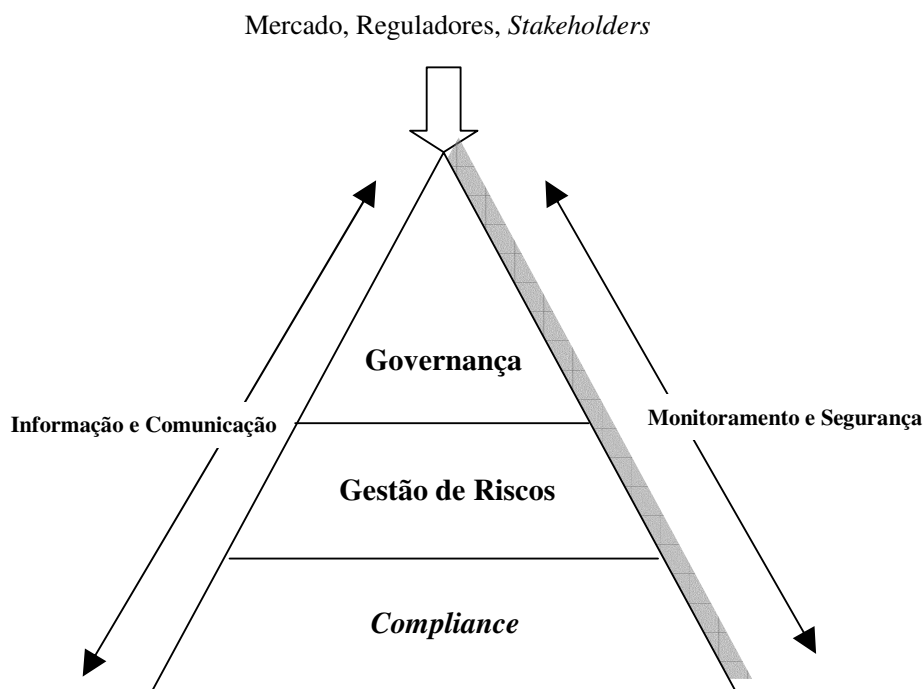 Mercado, Reguladores, Stakeholders
Governança
Informação e Comunicação
Monitoramento e Segurança
Gestão de Riscos
Compliance